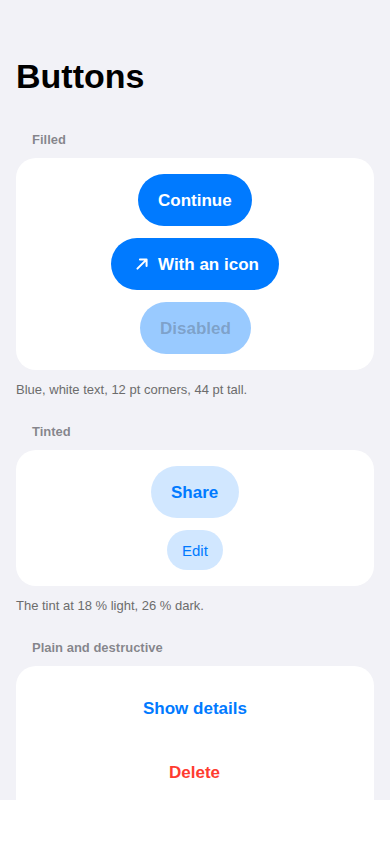 Buttons
Filled
Continue
With an icon
Disabled
Blue, white text, 12 pt corners, 44 pt tall.
Tinted
Share
Edit
The tint at 18 % light, 26 % dark.
Plain and destructive
Show details
Delete